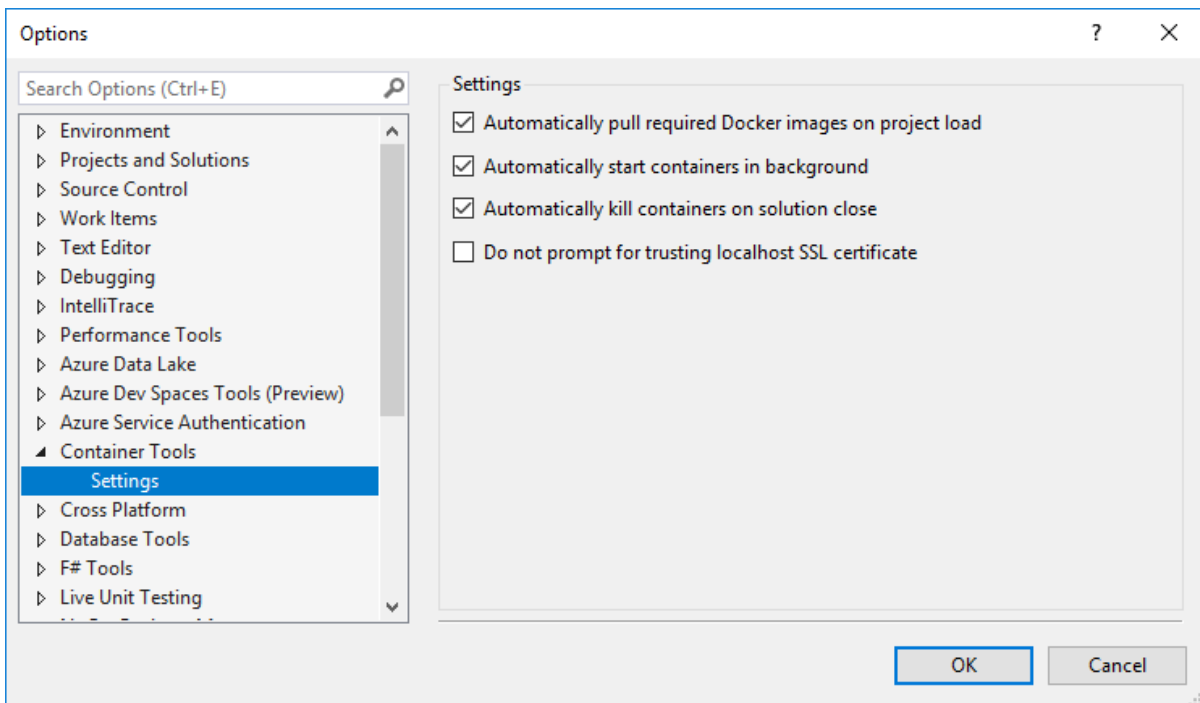 Options
?
Search Options (Ctrl+E)
Environment
Projects and Solutions
Source Control
Work Items
Text Editor
Debugging
IntelliTrace
Performance Tools
Azure Data Lake
Azure Dev Spaces Tools (Preview)
Azure Service Authentication
Container Tools
Settings
Cross Platform
Database Tools
F# Tools
Live Unit Testing
Settings
Automatically pull required Docker images on project load
Automatically start containers in background
Automatically kill containers on solution close
Do not prompt for trusting localhost SSL certificate
OK
Cancel